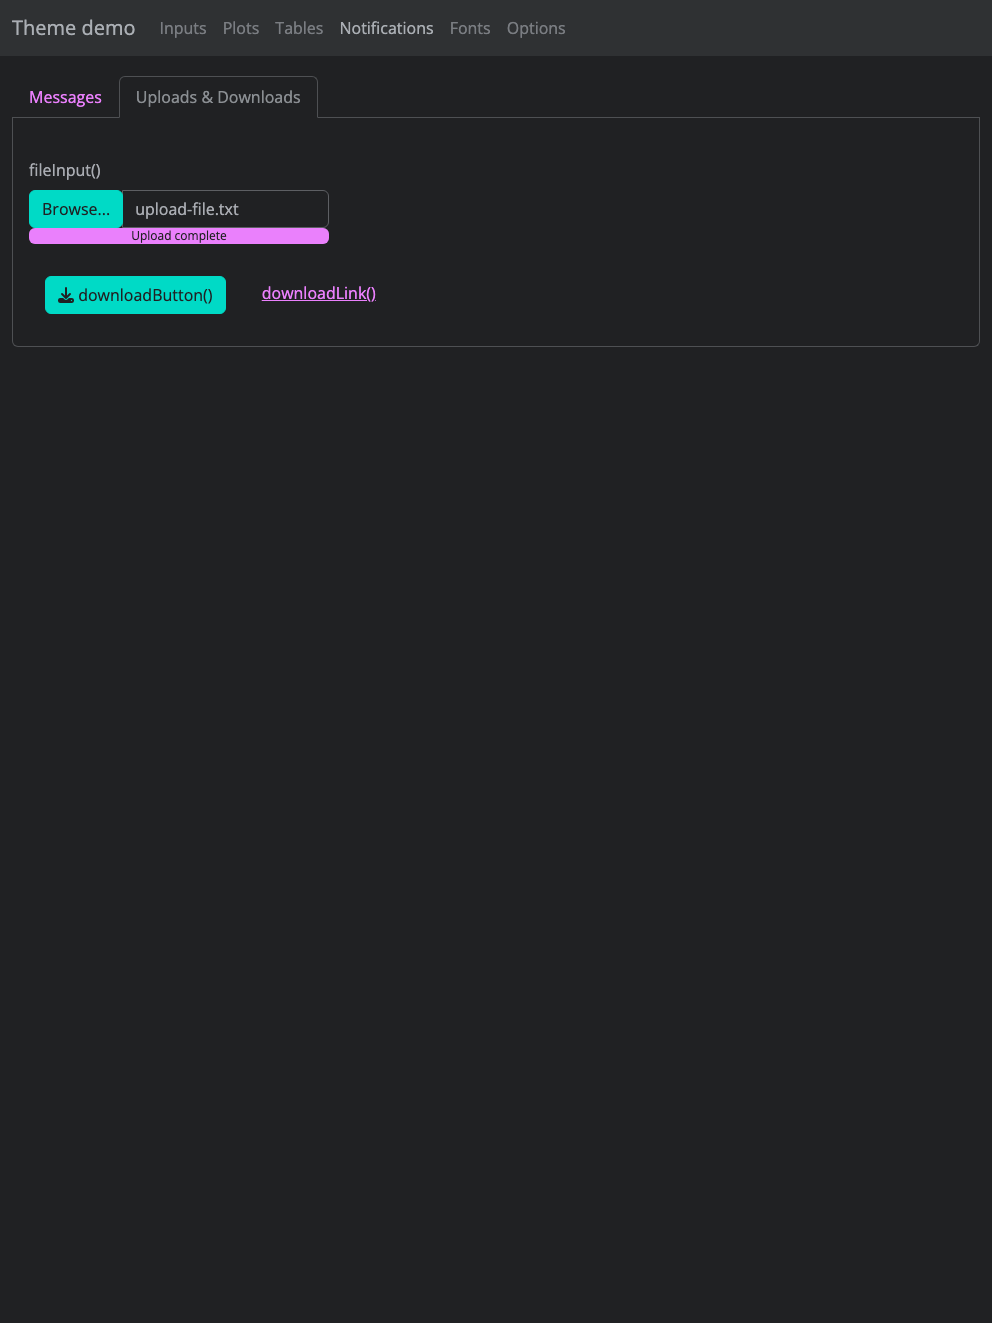 Theme demo Inputs Plots Tables Notifications Fonts Options
Messages Uploads & Downloads
fileInput()
Browse... upload-file.txt
Upload complete
downloadButton() downloadLink()